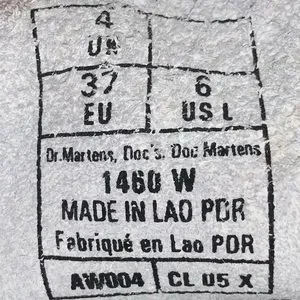 4
UK
37 6
EU US L
Dr.Martens, Doc's. Doc Martens
1460 W
MADE IN LAO PDR
Fabriqué en Lao PDR
AW004 CL 05 X